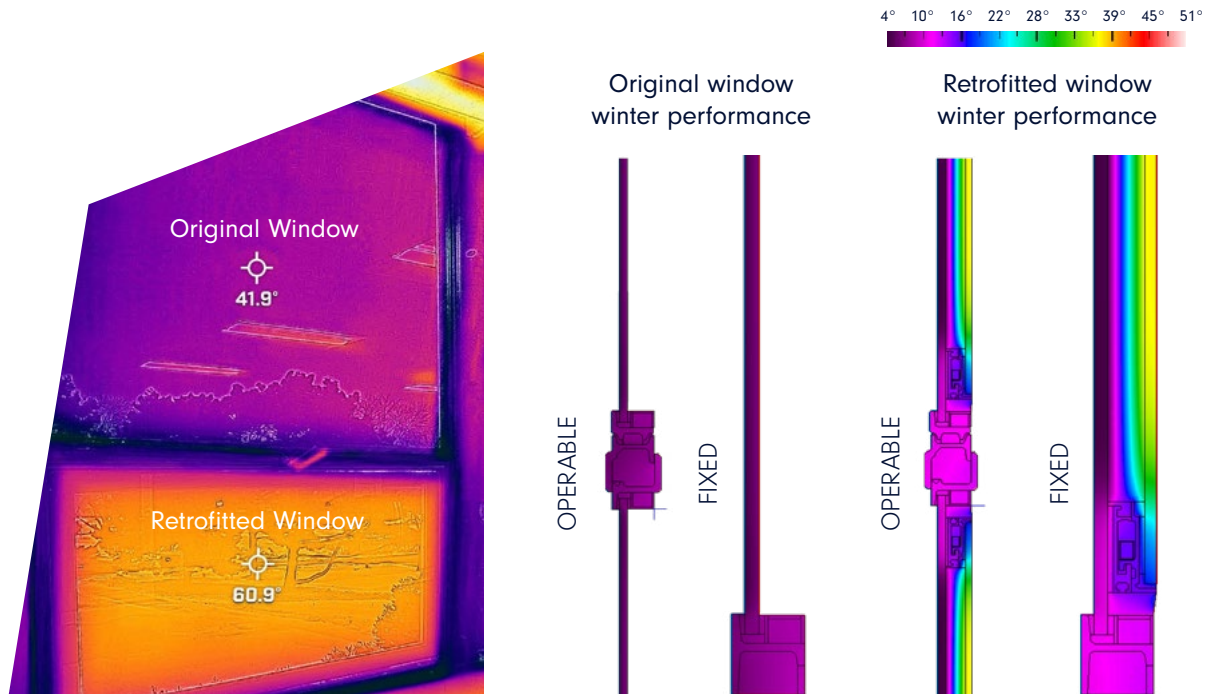 4° 10° 16° 22° 28° 33° 39° 45° 51°
Original window
winter performance
Retrofitted window
winter performance
Original Window
41.9°
Retrofitted Window
60.9°
OPERABLE
FIXED
OPERABLE
FIXED